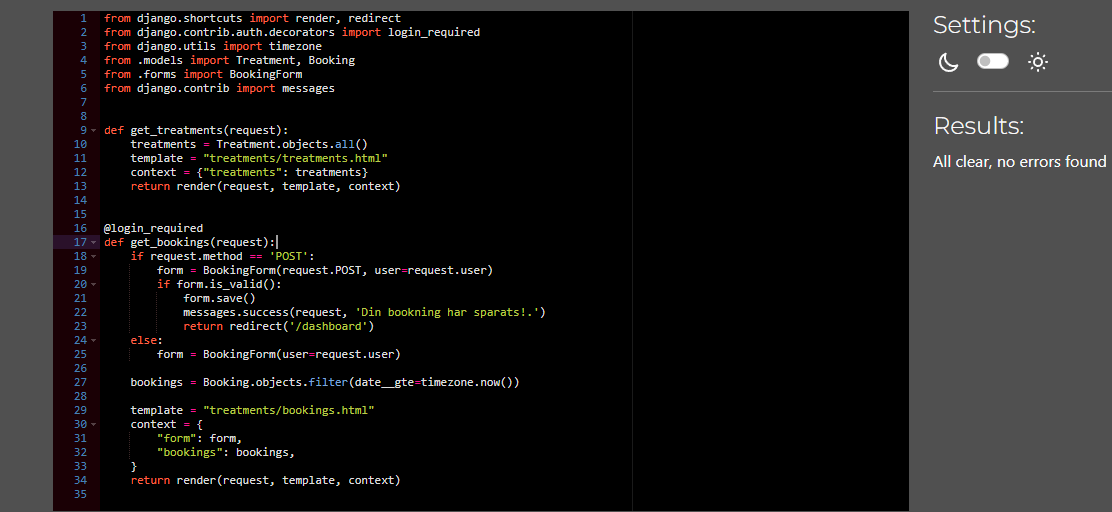 1 from django.shortcuts import render, redirect
2 from django.contrib.auth.decorators import login_required
3 from django.utils import timezone
4 from .models import Treatment, Booking
5 from .forms import BookingForm
6 from django.contrib import messages
7
8
9 def get_treatments(request):
10     treatments = Treatment.objects.all()
11     template = "treatments/treatments.html"
12     context = {"treatments": treatments}
13     return render(request, template, context)
14
15
16 @login_required
17 def get_bookings(request):
18     if request.method == 'POST':
19         form = BookingForm(request.POST, user=request.user)
20         if form.is_valid():
21             form.save()
22             messages.success(request, 'Din bookning har sparats!.')
23             return redirect('/dashboard')
24     else:
25         form = BookingForm(user=request.user)
26
27     bookings = Booking.objects.filter(date__gte=timezone.now())
28
29     template = "treatments/bookings.html"
30     context = {
31         "form": form,
32         "bookings": bookings,
33     }
34     return render(request, template, context)
35
Settings:
Results:
All clear, no errors found